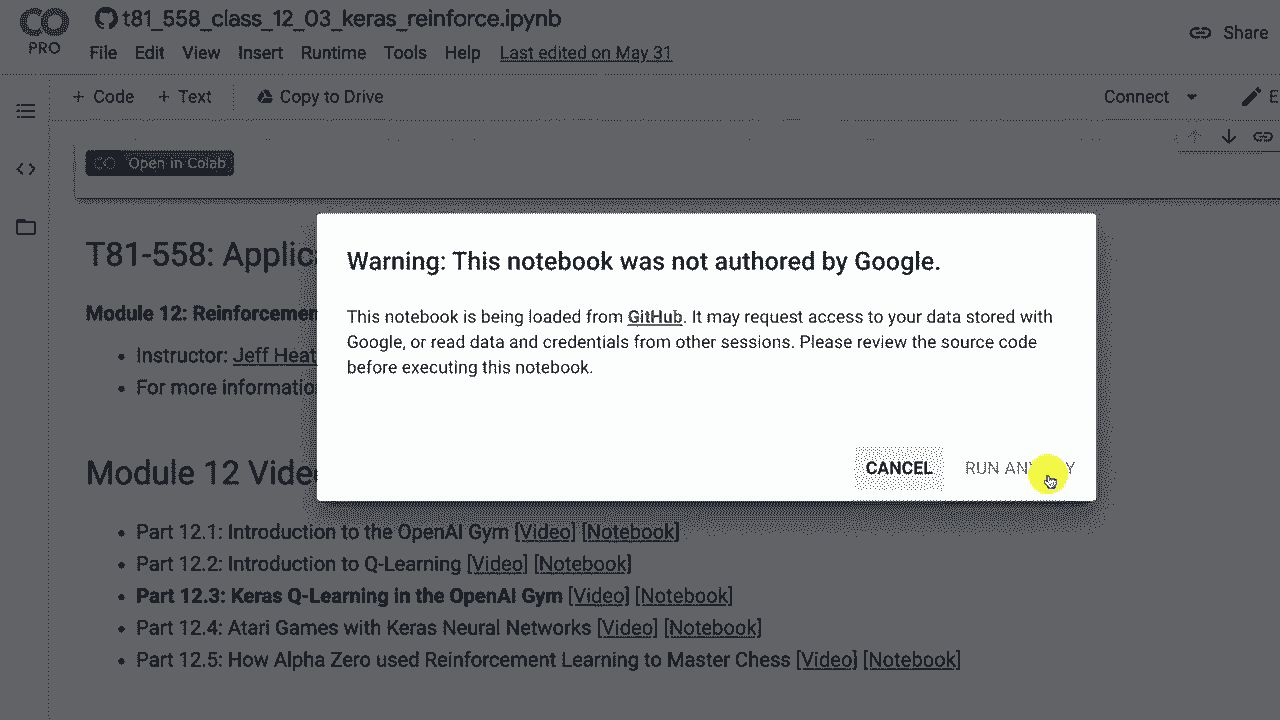 CO PRO
t81_558_class_12_03_keras_reinforce.ipynb
File Edit View Insert Runtime Tools Help Last edited on May 31
Share
+ Code + Text Copy to Drive
Connect
CO Open in Colab
T81-558: Applic
Module 12: Reinforcemen
• Instructor: Jeff Heat
• For more informatio
Warning: This notebook was not authored by Google.
This notebook is being loaded from GitHub. It may request access to your data stored with
Google, or read data and credentials from other sessions. Please review the source code
before executing this notebook.
CANCEL RUN
Module 12 Vide
• Part 12.1: Introduction to the OpenAI Gym [Video] [Notebook]
• Part 12.2: Introduction to Q-Learning [Video] [Notebook]
• Part 12.3: Keras Q-Learning in the OpenAI Gym [Video] [Notebook]
• Part 12.4: Atari Games with Keras Neural Networks [Video] [Notebook]
• Part 12.5: How Alpha Zero used Reinforcement Learning to Master Chess [Video] [Notebook]